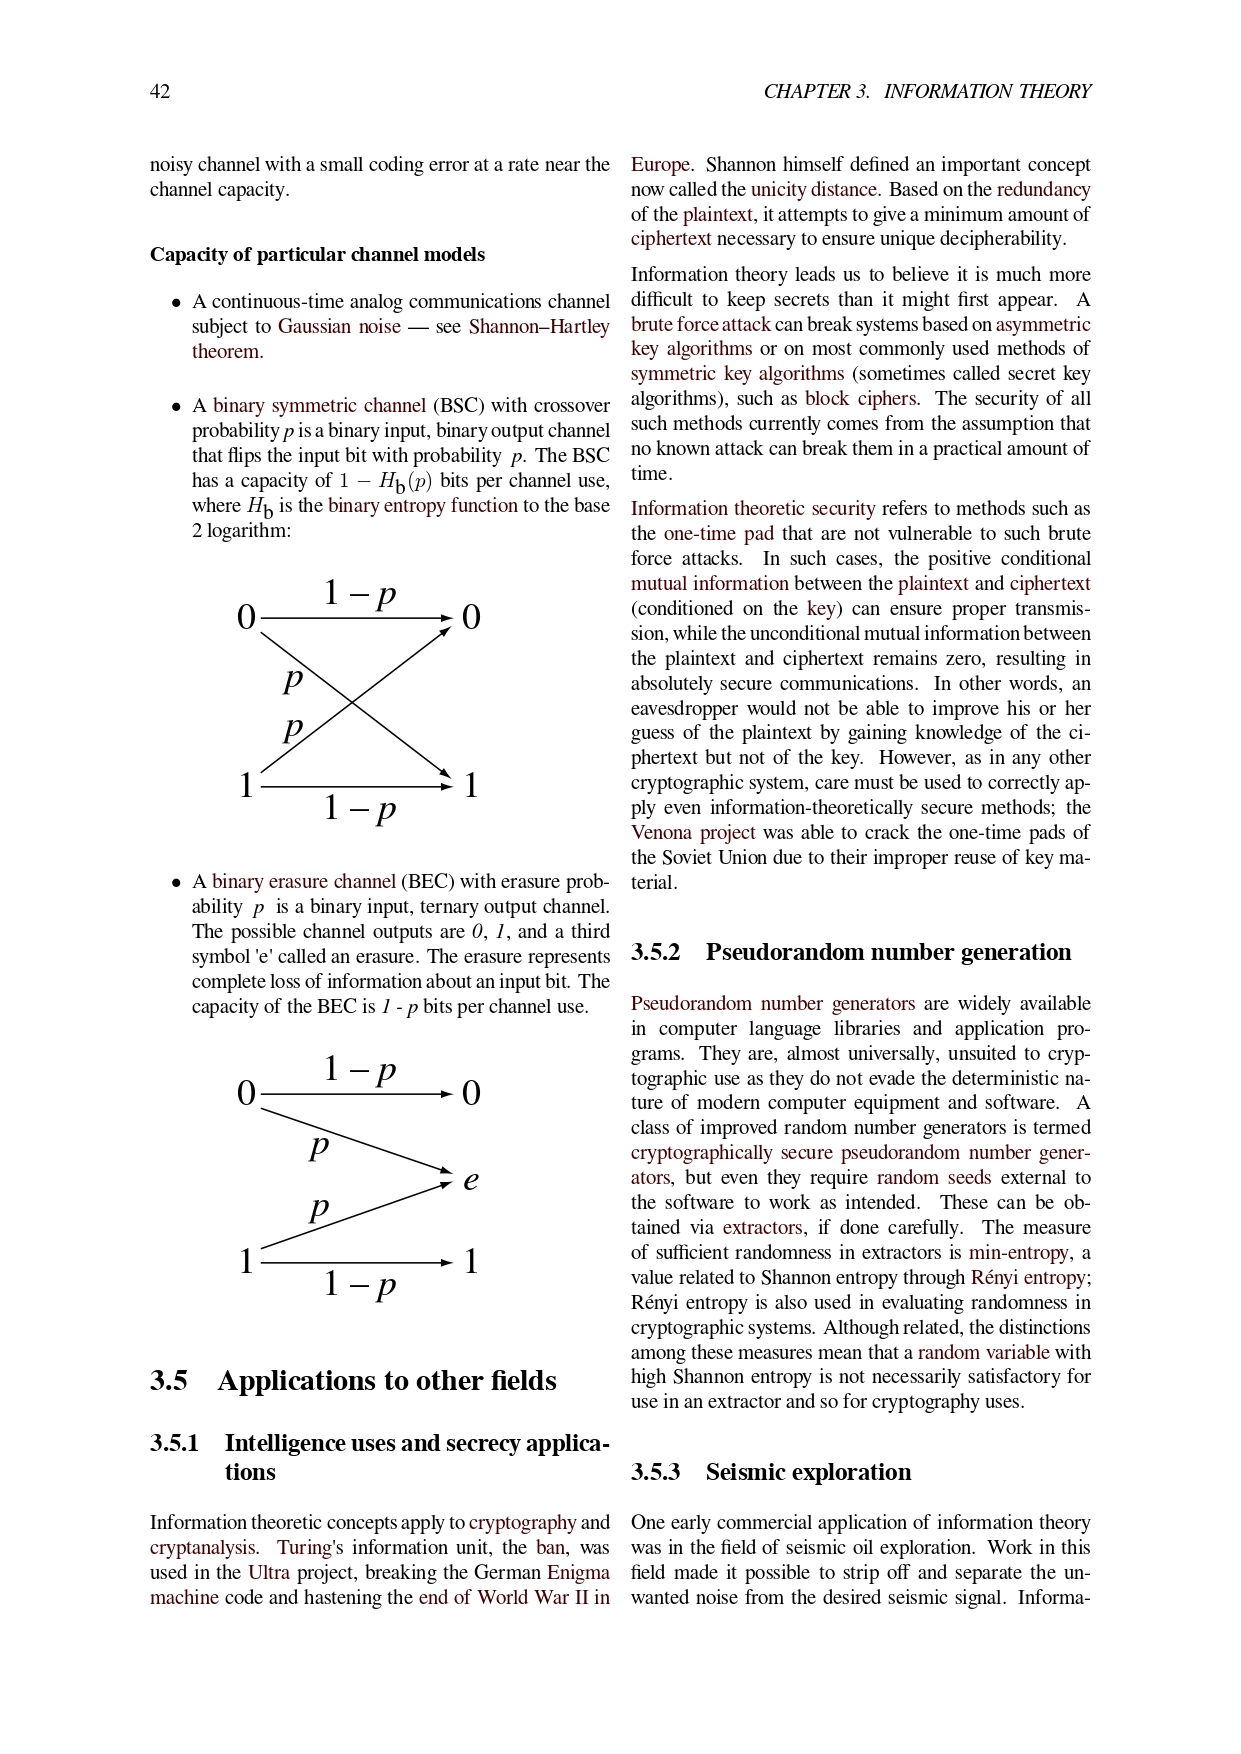 42
CHAPTER 3. INFORMATION THEORY
noisy channel with a small coding error at a rate near the
channel capacity.
Capacity of particular channel models
• A continuous-time analog communications channel
subject to Gaussian noise — see Shannon–Hartley
theorem.
• A binary symmetric channel (BSC) with crossover
probability p is a binary input, binary output channel
that flips the input bit with probability p. The BSC
has a capacity of 1 − Hb(p) bits per channel use,
where Hb is the binary entropy function to the base
2 logarithm:
1 − p
0 0
p
p
1 1
1 − p
• A binary erasure channel (BEC) with erasure prob-
ability p is a binary input, ternary output channel.
The possible channel outputs are 0, 1, and a third
symbol 'e' called an erasure. The erasure represents
complete loss of information about an input bit. The
capacity of the BEC is 1 - p bits per channel use.
1 − p
0 0
p
e
p
1 1
1 − p
3.5 Applications to other fields
3.5.1 Intelligence uses and secrecy applica-
tions
Information theoretic concepts apply to cryptography and
cryptanalysis. Turing's information unit, the ban, was
used in the Ultra project, breaking the German Enigma
machine code and hastening the end of World War II in
Europe. Shannon himself defined an important concept
now called the unicity distance. Based on the redundancy
of the plaintext, it attempts to give a minimum amount of
ciphertext necessary to ensure unique decipherability.
Information theory leads us to believe it is much more
difficult to keep secrets than it might first appear. A
brute force attack can break systems based on asymmetric
key algorithms or on most commonly used methods of
symmetric key algorithms (sometimes called secret key
algorithms), such as block ciphers. The security of all
such methods currently comes from the assumption that
no known attack can break them in a practical amount of
time.
Information theoretic security refers to methods such as
the one-time pad that are not vulnerable to such brute
force attacks. In such cases, the positive conditional
mutual information between the plaintext and ciphertext
(conditioned on the key) can ensure proper transmis-
sion, while the unconditional mutual information between
the plaintext and ciphertext remains zero, resulting in
absolutely secure communications. In other words, an
eavesdropper would not be able to improve his or her
guess of the plaintext by gaining knowledge of the ci-
phertext but not of the key. However, as in any other
cryptographic system, care must be used to correctly ap-
ply even information-theoretically secure methods; the
Venona project was able to crack the one-time pads of
the Soviet Union due to their improper reuse of key ma-
terial.
3.5.2 Pseudorandom number generation
Pseudorandom number generators are widely available
in computer language libraries and application pro-
grams. They are, almost universally, unsuited to cryp-
tographic use as they do not evade the deterministic na-
ture of modern computer equipment and software. A
class of improved random number generators is termed
cryptographically secure pseudorandom number gener-
ators, but even they require random seeds external to
the software to work as intended. These can be ob-
tained via extractors, if done carefully. The measure
of sufficient randomness in extractors is min-entropy, a
value related to Shannon entropy through Rényi entropy;
Rényi entropy is also used in evaluating randomness in
cryptographic systems. Although related, the distinctions
among these measures mean that a random variable with
high Shannon entropy is not necessarily satisfactory for
use in an extractor and so for cryptography uses.
3.5.3 Seismic exploration
One early commercial application of information theory
was in the field of seismic oil exploration. Work in this
field made it possible to strip off and separate the un-
wanted noise from the desired seismic signal. Informa-